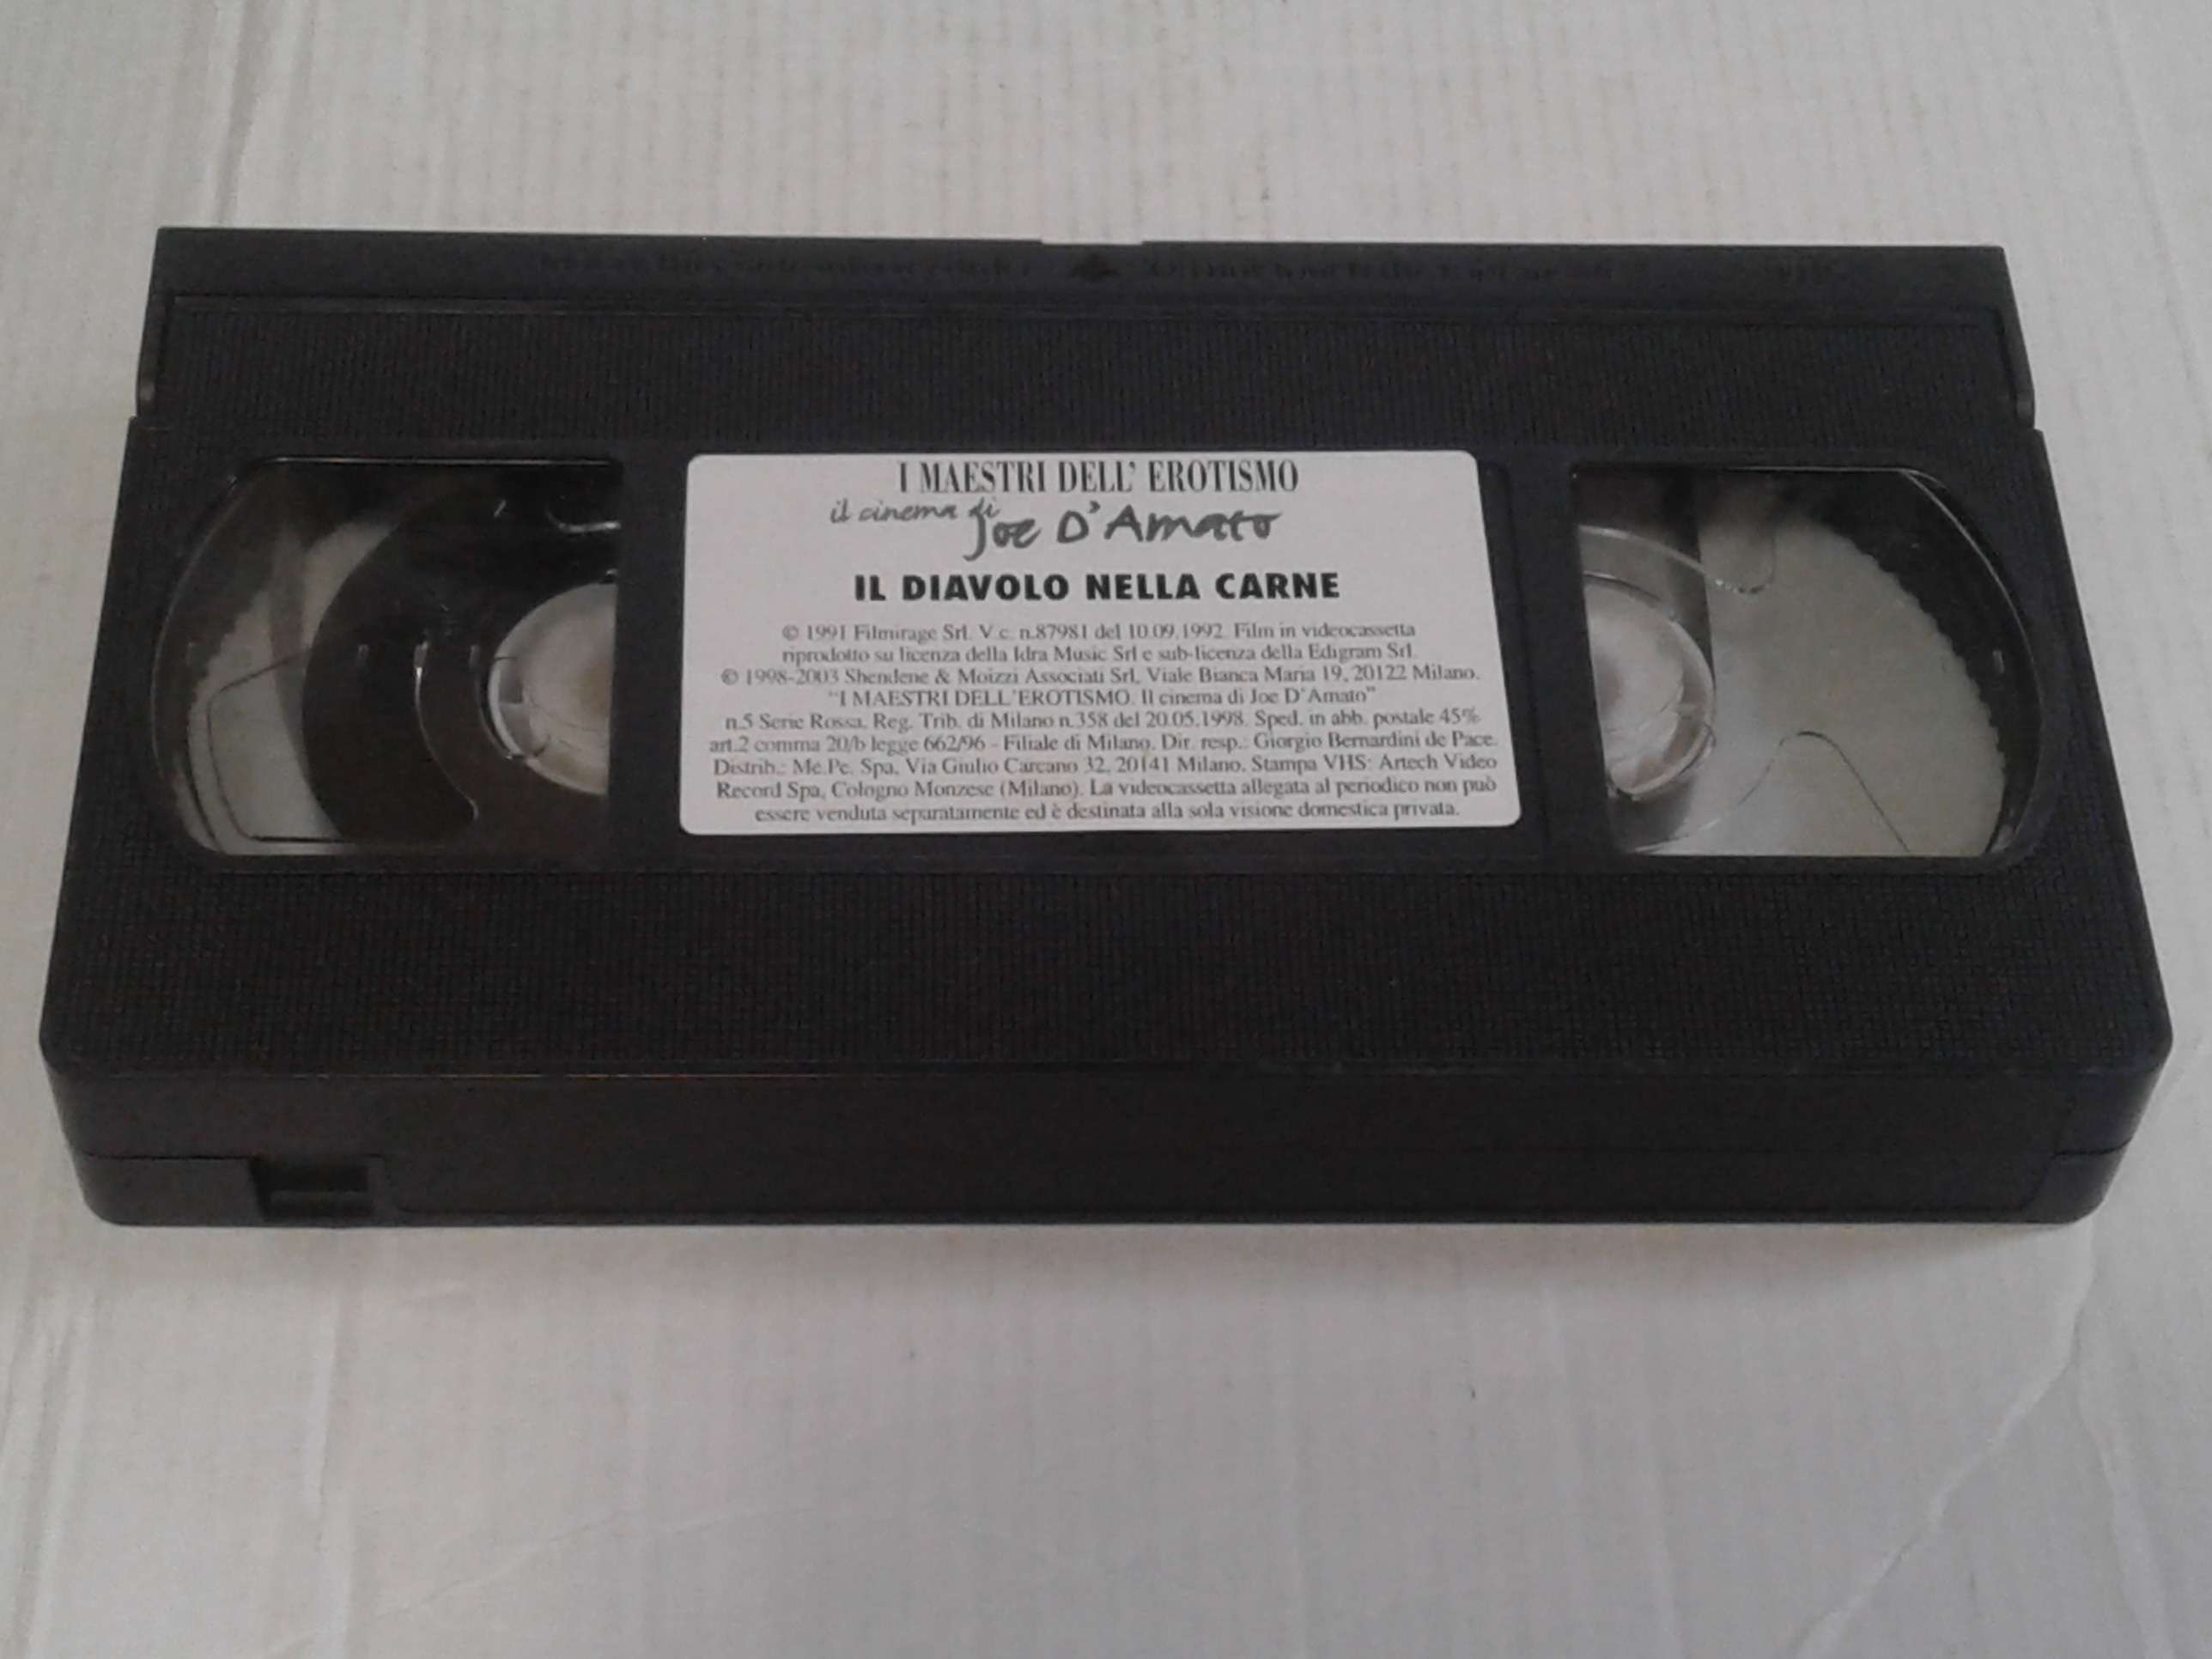 I MAESTRI DELL' EROTISMO
il cinema di
Joe D'Amato
IL DIAVOLO NELLA CARNE
© 1991 Filmirage Srl. V.c. n.87981 del 10.09.1992. Film in videocassetta
riprodotto su licenza della Idra Music Srl e sub-licenza della Edigram Srl.
© 1998-2003 Shendene & Moizzi Associati Srl, Viale Bianca Maria 19, 20122 Milano.
"I MAESTRI DELL'EROTISMO. Il cinema di Joe D'Amato"
n.5 Serie Rossa. Reg. Trib. di Milano n.358 del 20.05.1998. Sped. in abb. postale 45%
art.2 comma 20/b legge 662/96 - Filiale di Milano. Dir. resp.: Giorgio Bernardini de Pace.
Distrib.: Me.Pe. Spa, Via Giulio Carcano 32, 20141 Milano. Stampa VHS: Artech Video
Record Spa, Cologno Monzese (Milano). La videocassetta allegata al periodico non può
essere venduta separatamente ed è destinata alla sola visione domestica privata.